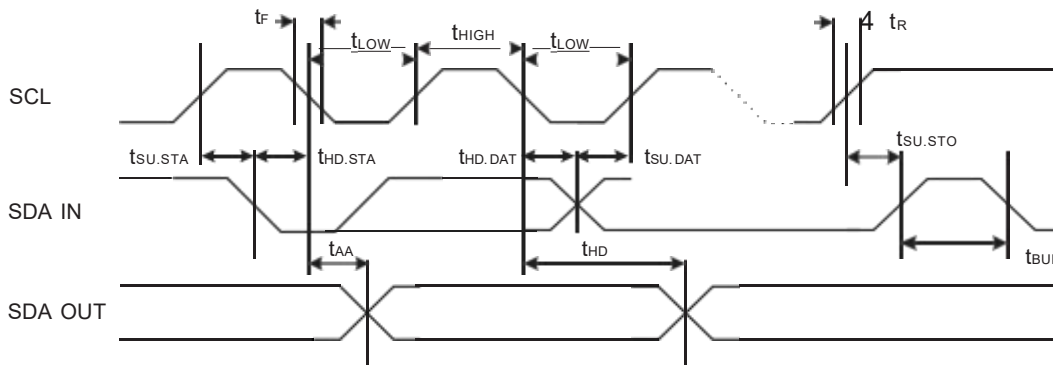 tF tLOW tHIGH tLOW 4 tR
SCL
tSU.STA tHD.STA tHD.DAT tSU.DAT tSU.STO
SDA IN
tAA tHD tBUF
SDA OUT